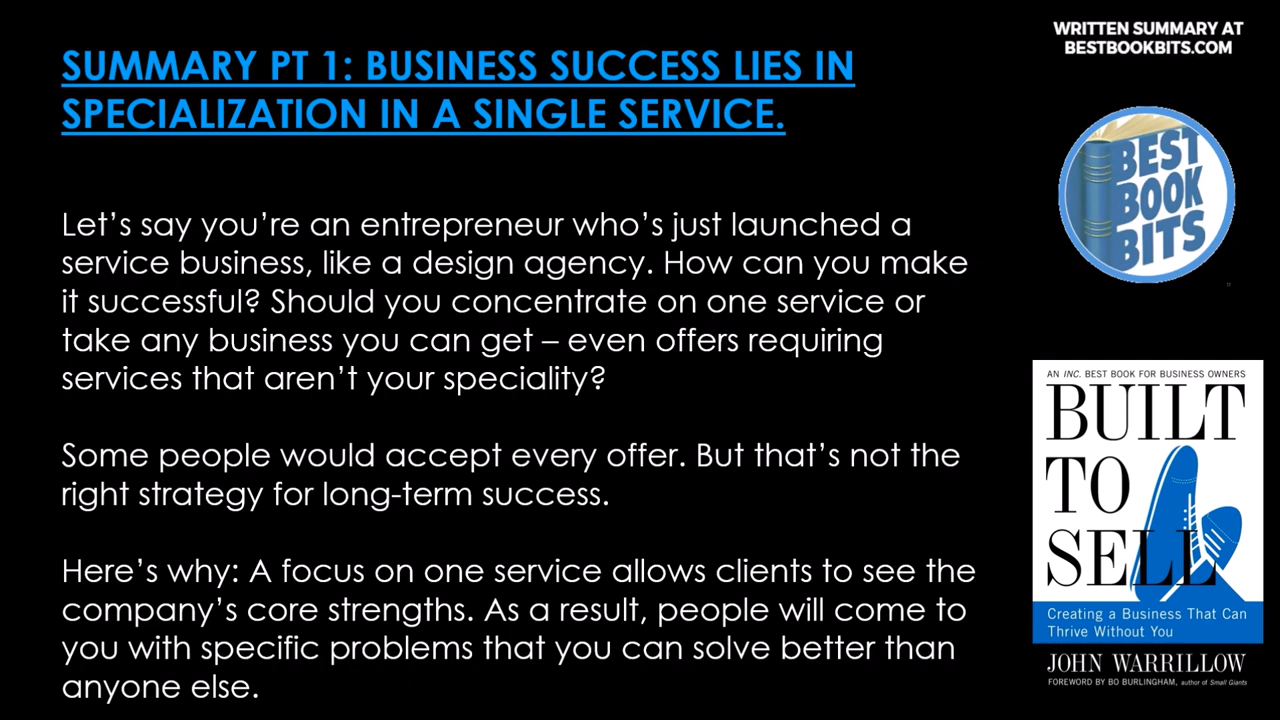 SUMMARY PT 1: BUSINESS SUCCESS LIES IN
SPECIALIZATION IN A SINGLE SERVICE.
Let’s say you’re an entrepreneur who’s just launched a
service business, like a design agency. How can you make
it successful? Should you concentrate on one service or
take any business you can get – even offers requiring
services that aren’t your speciality?
Some people would accept every offer. But that’s not the
right strategy for long-term success.
Here’s why: A focus on one service allows clients to see the
company’s core strengths. As a result, people will come to
you with specific problems that you can solve better than
anyone else.
WRITTEN SUMMARY AT
BESTBOOKBITS.COM
BEST
BOOK
BITS
AN INC. BEST BOOK FOR BUSINESS OWNERS
BUILT
TO
SELL
Creating a Business That Can
Thrive Without You
JOHN WARRILLOW
FOREWORD BY BO BURLINGHAM, author of Small Giants